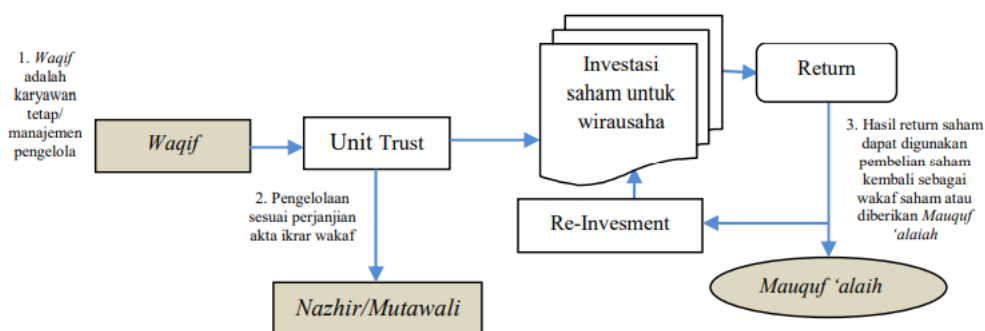 1. Waqif
adalah
karyawan
tetap/
manajemen
pengelola
Waqif
Unit Trust
2. Pengelolaan
sesuai perjanjian
akta ikrar wakaf
Nazhir/Mutawali
Investasi
saham untuk
wirausaha
Re-Invesment
Return
3. Hasil return saham
dapat digunakan
pembelian saham
kembali sebagai
wakaf saham atau
diberikan Mauquf
‘alaiah
Mauquf ‘alaih